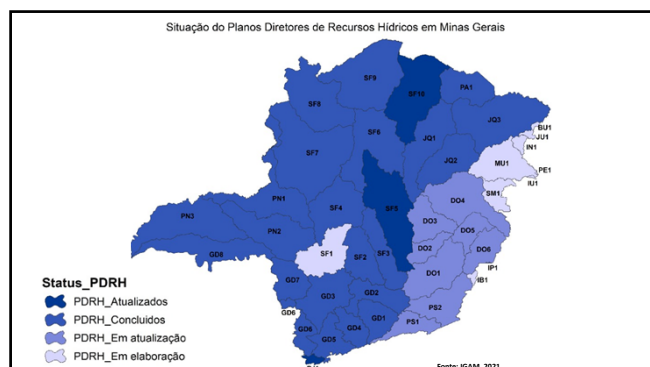 Situação do Planos Diretores de Recursos Hídricos em Minas Gerais
SF9
SF10
PA1
SF8
JQ3
SF6
JQ1
BU1
JU1
IN1
SF7
JQ2
MU1
PE1
IU1
PN1
SF4
SF5
DO4
SM1
PN3
PN2
DO3
DO5
SF1
SF2
SF3
DO2
DO6
GD8
IP1
GD7
DO1
IB1
GD3
GD2
PS2
GD6
GD1
PS1
GD6
GD5
GD4
Status_PDRH
PDRH_Atualizados
PDRH_Concluidos
PDRH_Em atualização
PDRH_Em elaboração
Fonte: IGAM, 2021